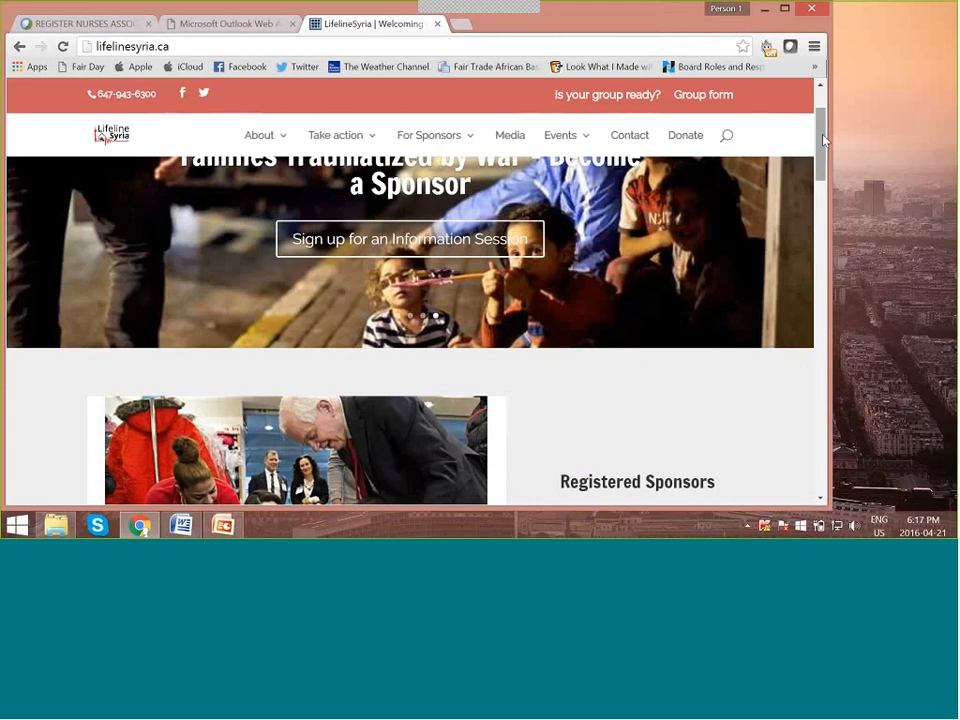 Person 1
REGISTER NURSES ASSOC
Microsoft Outlook Web A
LifelineSyria | Welcoming
lifelinesyria.ca
Apps Fair Day Apple iCloud Facebook Twitter The Weather Channel Fair Trade African Bas Look What I Made wi Board Roles and Resp »
647-943-6300 Is your group ready? Group form
Lifeline
Syria
About Take action For Sponsors Media Events Contact Donate
Families Traumatized by War - Become
a Sponsor
Sign up for an Information Session
Registered Sponsors
ENG
US
6:17 PM
2016-04-21